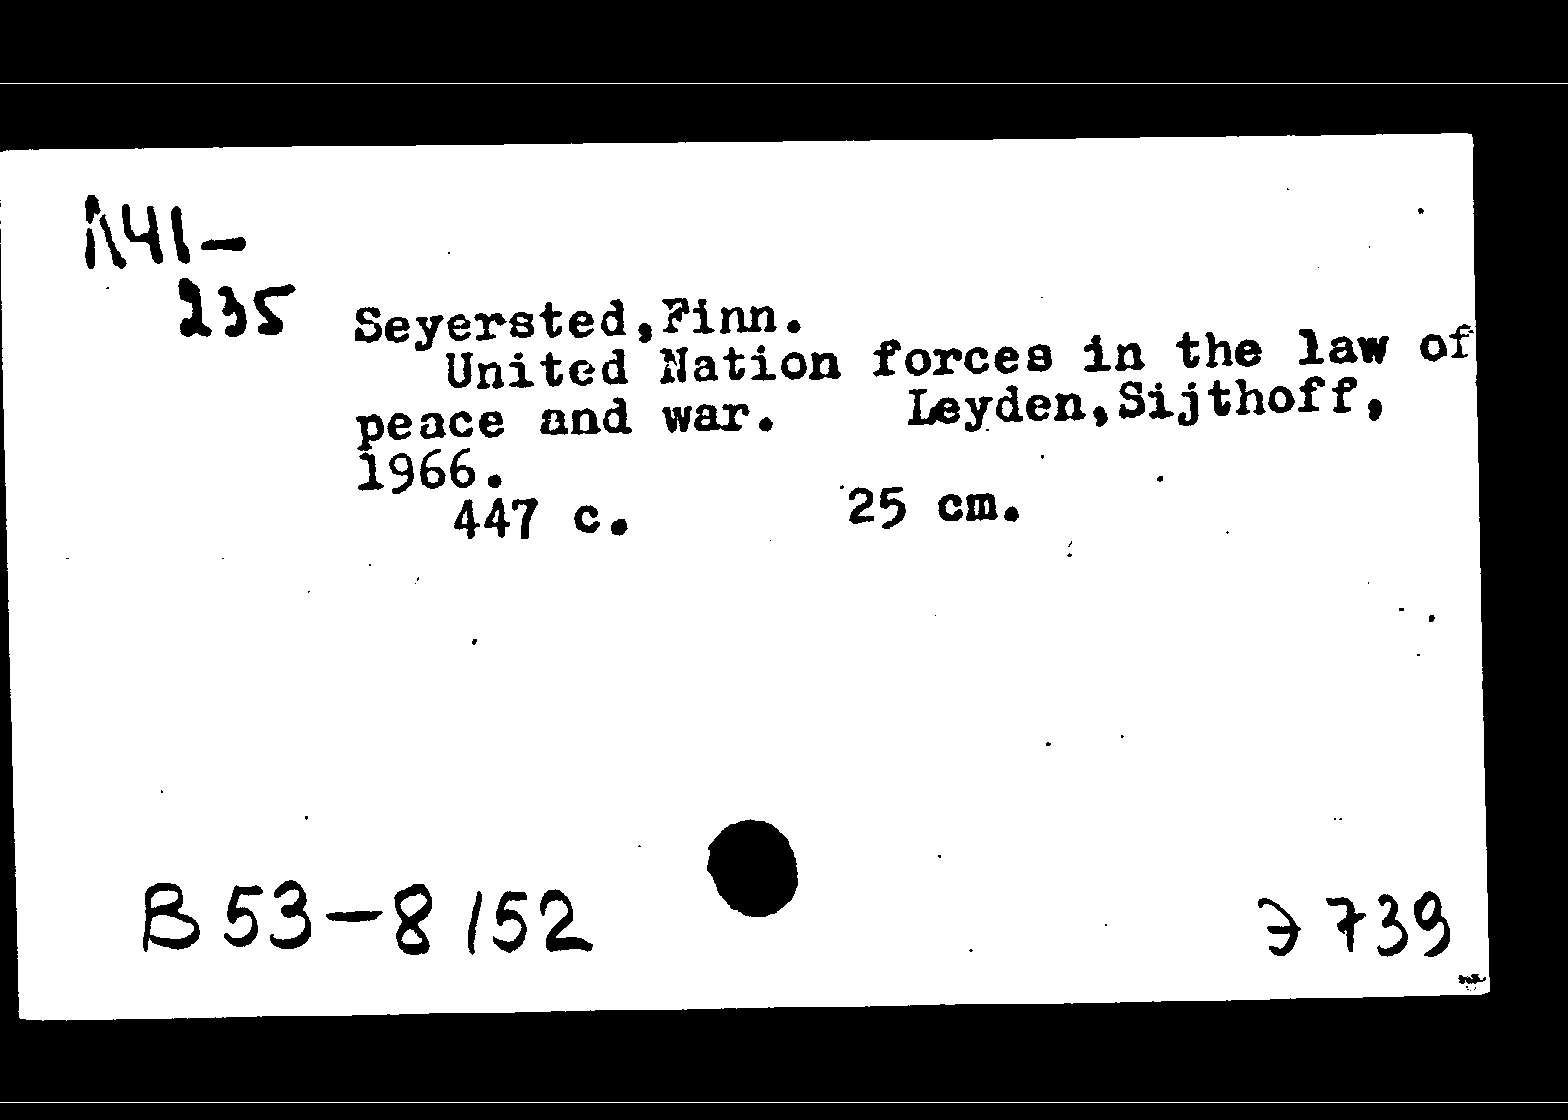 Л41-
235
Seyersted,Finn.
United Nation forces in the law of
peace and war. Leyden,Sijthoff,
1966.
447 c. 25 cm.
В 53-8152
Э 739